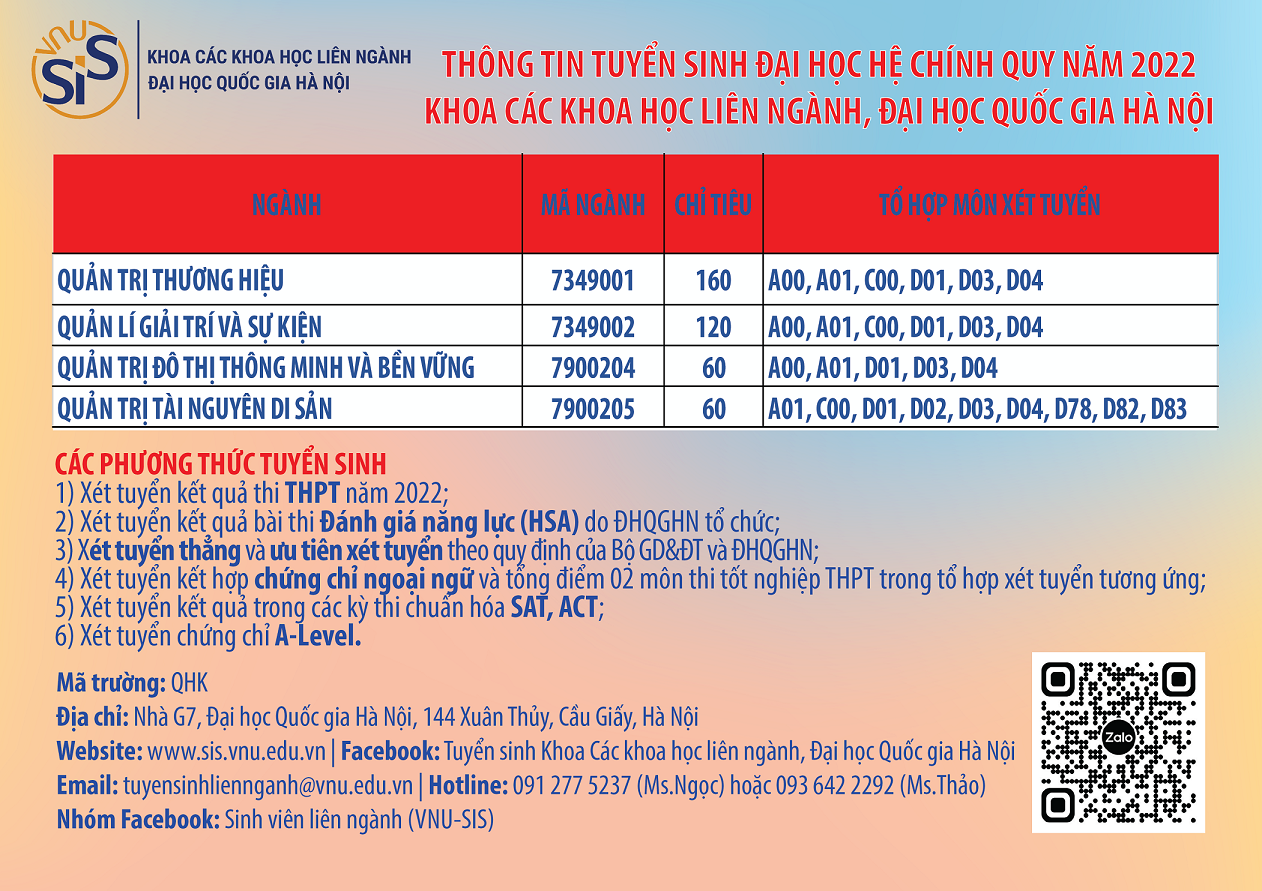 VNU
SIS
KHOA CÁC KHOA HỌC LIÊN NGÀNH
ĐẠI HỌC QUỐC GIA HÀ NỘI
THÔNG TIN TUYỂN SINH ĐẠI HỌC HỆ CHÍNH QUY NĂM 2022
KHOA CÁC KHOA HỌC LIÊN NGÀNH, ĐẠI HỌC QUỐC GIA HÀ NỘI
NGÀNH MÃ NGÀNH CHỈ TIÊU TỔ HỢP MÔN XÉT TUYỂN
QUẢN TRỊ THƯƠNG HIỆU 7349001 160 A00, A01, C00, D01, D03, D04
QUẢN LÍ GIẢI TRÍ VÀ SỰ KIỆN 7349002 120 A00, A01, C00, D01, D03, D04
QUẢN TRỊ ĐÔ THỊ THÔNG MINH VÀ BỀN VỮNG 7900204 60 A00, A01, D01, D03, D04
QUẢN TRỊ TÀI NGUYÊN DI SẢN 7900205 60 A01, C00, D01, D02, D03, D04, D78, D82, D83
CÁC PHƯƠNG THỨC TUYỂN SINH
1) Xét tuyển kết quả thi THPT năm 2022;
2) Xét tuyển kết quả bài thi Đánh giá năng lực (HSA) do ĐHQGHN tổ chức;
3) Xét tuyển thẳng và ưu tiên xét tuyển theo quy định của Bộ GD&ĐT và ĐHQGHN;
4) Xét tuyển kết hợp chứng chỉ ngoại ngữ và tổng điểm 02 môn thi tốt nghiệp THPT trong tổ hợp xét tuyển tương ứng;
5) Xét tuyển kết quả trong các kỳ thi chuẩn hóa SAT, ACT;
6) Xét tuyển chứng chỉ A-Level.
Mã trường: QHK
Địa chỉ: Nhà G7, Đại học Quốc gia Hà Nội, 144 Xuân Thủy, Cầu Giấy, Hà Nội
Website: www.sis.vnu.edu.vn | Facebook: Tuyển sinh Khoa Các khoa học liên ngành, Đại học Quốc gia Hà Nội
Email: tuyensinhliennganh@vnu.edu.vn | Hotline: 091 277 5237 (Ms.Ngọc) hoặc 093 642 2292 (Ms.Thảo)
Nhóm Facebook: Sinh viên liên ngành (VNU-SIS)
Zalo